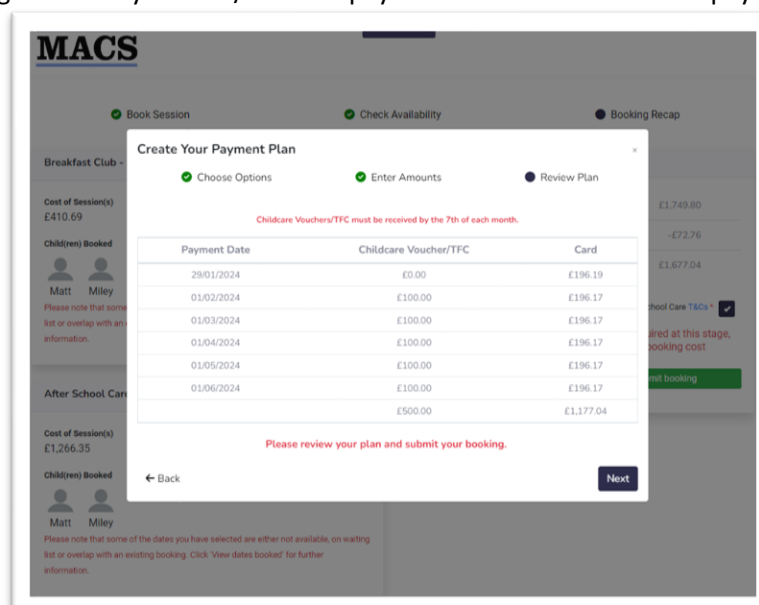 MACS
Book Session Check Availability Booking Recap
Breakfast Club -
Cost of Session(s)
£410.69
Child(ren) Booked
Matt Miley
Please note that some
list or overlap with an
information.
After School Care
Cost of Session(s)
£1,266.35
Child(ren) Booked
Matt Miley
Please note that some of the dates you have selected are either not available, on waiting
list or overlap with an existing booking. Click 'View dates booked' for further
information.
Create Your Payment Plan ×
Choose Options Enter Amounts Review Plan
Childcare Vouchers/TFC must be received by the 7th of each month.
Payment Date Childcare Voucher/TFC Card
29/01/2024 £0.00 £196.19
01/02/2024 £100.00 £196.17
01/03/2024 £100.00 £196.17
01/04/2024 £100.00 £196.17
01/05/2024 £100.00 £196.17
01/06/2024 £100.00 £196.17
£500.00 £1,177.04
Please review your plan and submit your booking.
← Back Next
£1,749.80
-£72.76
£1,677.04
School Care T&Cs *
at this stage,
booking cost
booking